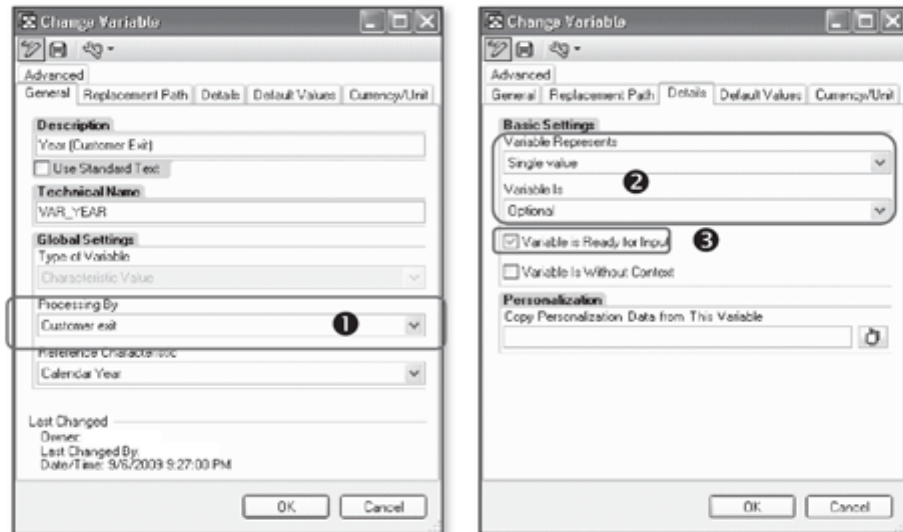 Change Variable
Advanced
General Replacement Path Details Default Values Currency/Unit
Description
Year (Customer Exit)
Use Standard Text
Technical Name
VAR_YEAR
Global Settings
Type of Variable
Characteristic Value
Processing By
Customer exit
❶
Reference Characteristic
Calendar Year
Last Changed
Owner:
Last Changed By:
Date/Time: 9/6/2009 9:27:00 PM
OK Cancel
Change Variable
Advanced
General Replacement Path Details Default Values Currency/Unit
Basic Settings
Variable Represents
Single value
❷
Variable Is
Optional
Variable is Ready for Input
❸
Variable Is Without Context
Personalization
Copy Personalization Data from This Variable
OK Cancel